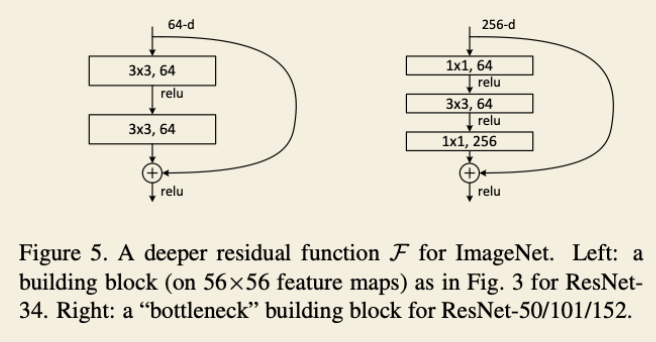 64-d
3x3, 64
relu
3x3, 64
+
relu
256-d
1x1, 64
relu
3x3, 64
relu
1x1, 256
+
relu
Figure 5. A deeper residual function F for ImageNet. Left: a
building block (on 56×56 feature maps) as in Fig. 3 for ResNet-
34. Right: a “bottleneck” building block for ResNet-50/101/152.